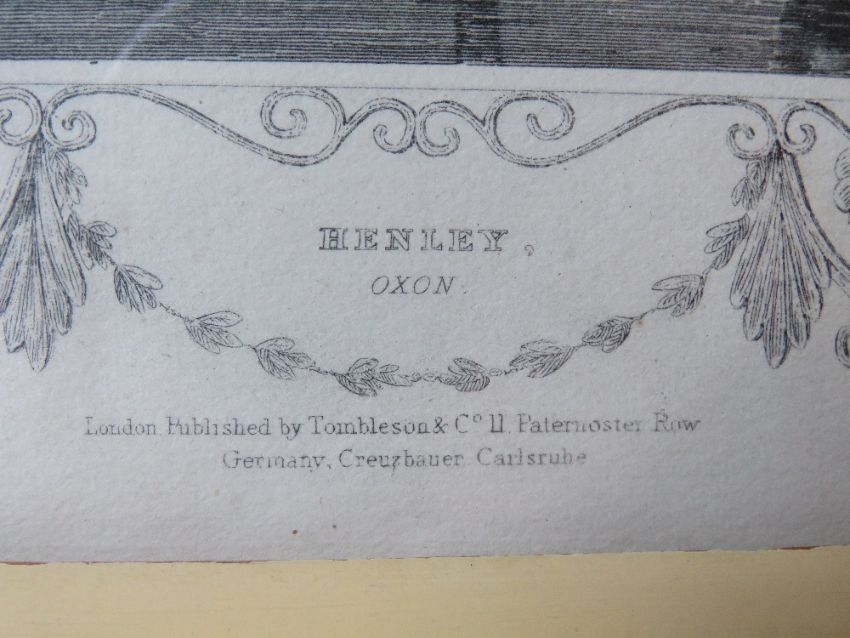 HENLEY,
OXON
London. Published by Tombleson & Cº 11. Paternoster Row
Germany, Creuzbauer Carlsruhe